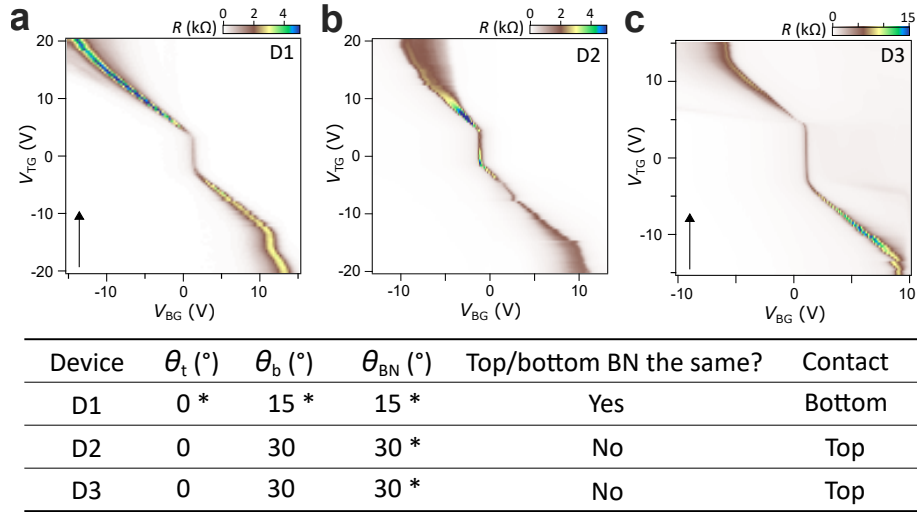 a
R (kΩ) 0 2 4
D1
20
10
0
-10
-20
V_TG (V)
-10 0 10
V_BG (V)
b
R (kΩ) 0 2 4
D2
20
10
0
-10
-20
V_TG (V)
-10 0 10
V_BG (V)
c
R (kΩ) 0 15
D3
10
0
-10
V_TG (V)
-10 0 10
V_BG (V)
Device θ_t (°) θ_b (°) θ_BN (°) Top/bottom BN the same? Contact
D1 0 * 15 * 15 * Yes Bottom
D2 0 30 30 * No Top
D3 0 30 30 * No Top